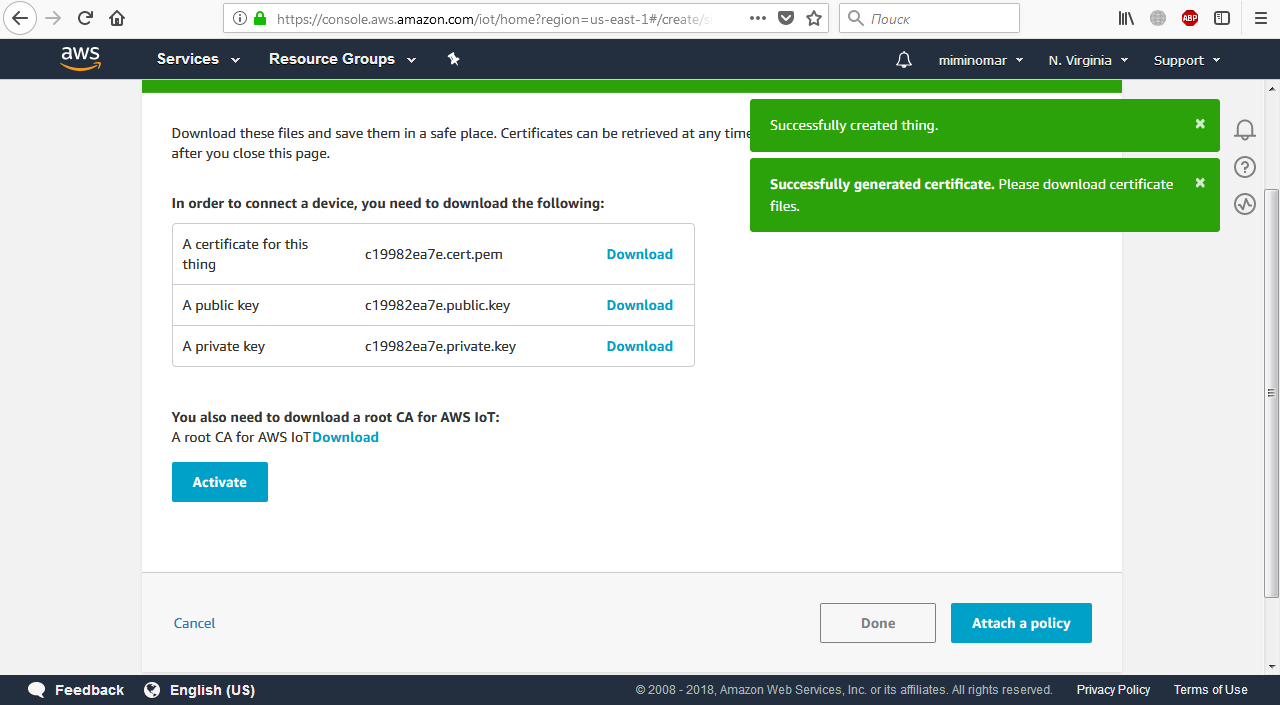 https://console.aws.amazon.com/iot/home?region=us-east-1#/create/s
Поиск
ABP
aws
Services
Resource Groups
miminomar
N. Virginia
Support
Successfully created thing.
Successfully generated certificate. Please download certificate
files.
Download these files and save them in a safe place. Certificates can be retrieved at any time
after you close this page.
In order to connect a device, you need to download the following:
A certificate for this
thing
c19982ea7e.cert.pem
Download
A public key
c19982ea7e.public.key
Download
A private key
c19982ea7e.private.key
Download
You also need to download a root CA for AWS IoT:
A root CA for AWS IoTDownload
Activate
Cancel
Done
Attach a policy
Feedback
English (US)
© 2008 - 2018, Amazon Web Services, Inc. or its affiliates. All rights reserved.
Privacy Policy
Terms of Use